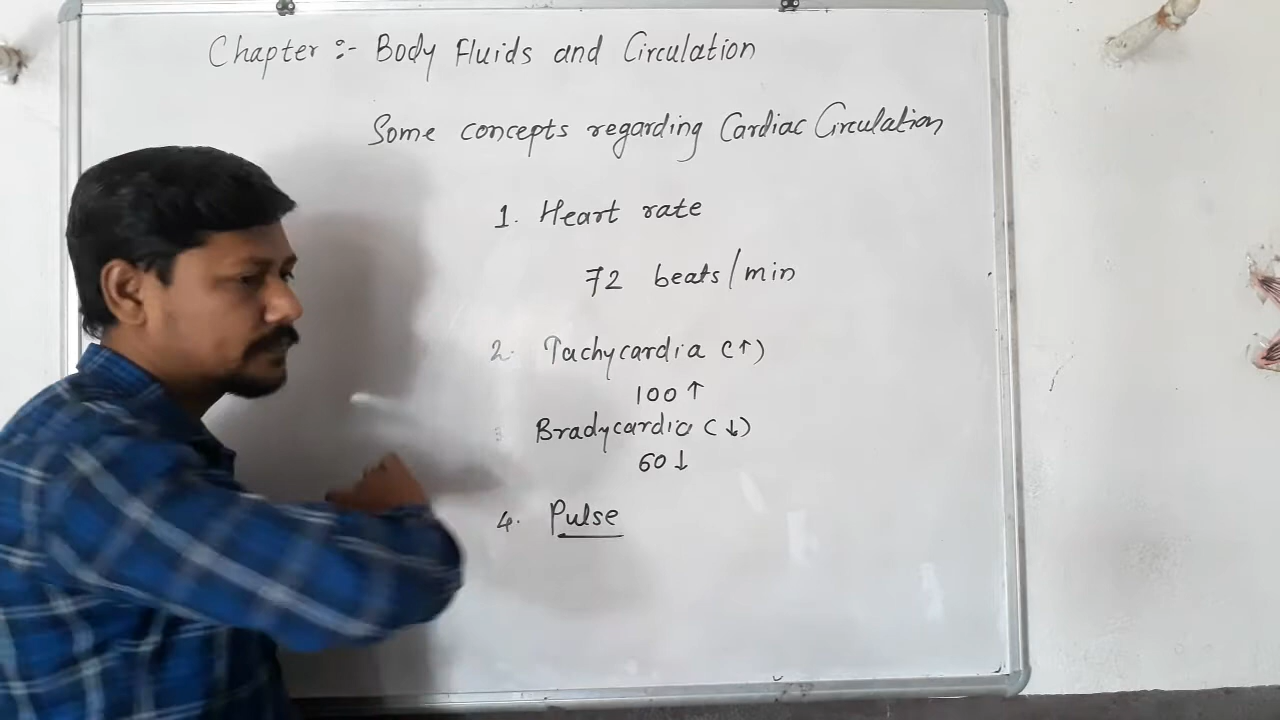 Chapter :- Body Fluids and Circulation
Some concepts regarding Cardiac Circulation
1. Heart rate
72 beats/min
2. Tachycardia (↑)
100 ↑
3 Bradycardia (↓)
60 ↓
4. Pulse